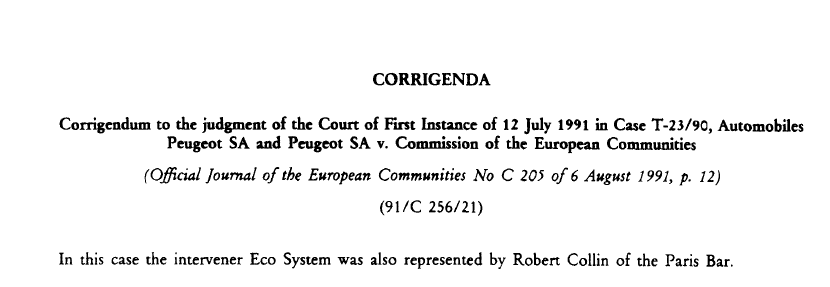 CORRIGENDA
Corrigendum to the judgment of the Court of First Instance of 12 July 1991 in Case T-23/90, Automobiles
Peugeot SA and Peugeot SA v. Commission of the European Communities
(Official Journal of the European Communities No C 205 of 6 August 1991, p. 12)
(91/C 256/21)
In this case the intervener Eco System was also represented by Robert Collin of the Paris Bar.